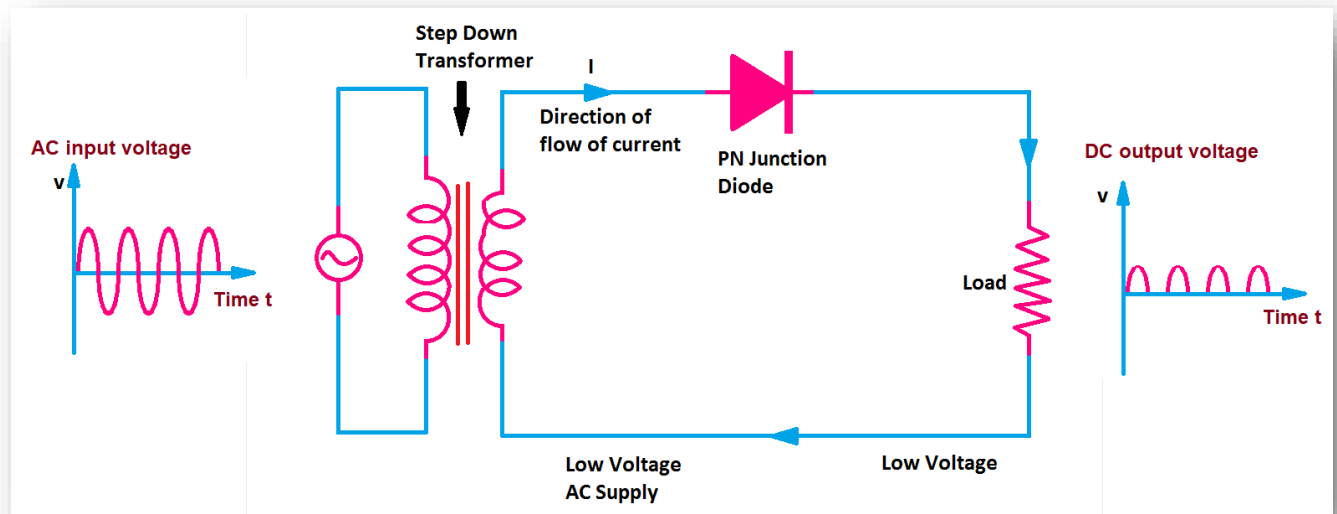 Step Down
Transformer
I
Direction of
flow of current
PN Junction
Diode
AC input voltage
v
Time t
DC output voltage
v
Time t
Load
Low Voltage
AC Supply
Low Voltage